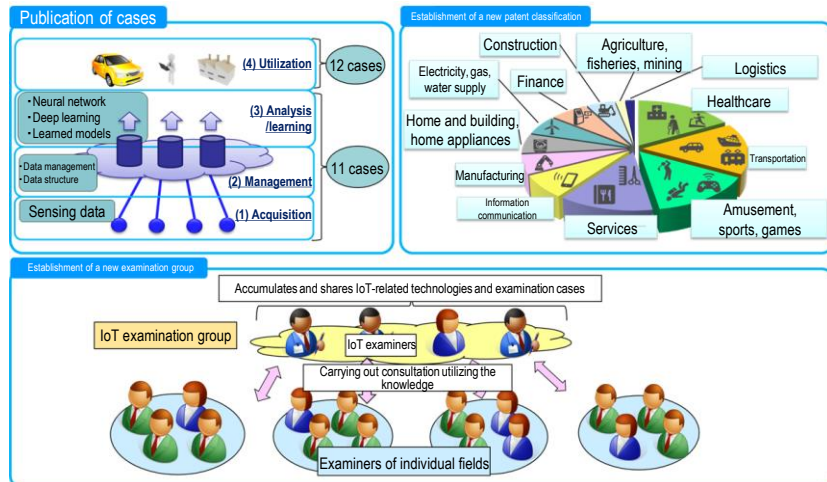 Publication of cases
(4) Utilization
12 cases
• Neural network
• Deep learning
• Learned models
(3) Analysis
/learning
11 cases
• Data management
• Data structure
(2) Management
Sensing data
(1) Acquisition
Establishment of a new patent classification
Construction
Agriculture,
fisheries, mining
Electricity, gas,
water supply
Finance
Logistics
Healthcare
Home and building,
home appliances
Transportation
Manufacturing
Information
communication
Services
Amusement,
sports, games
Establishment of a new examination group
Accumulates and shares IoT-related technologies and examination cases
IoT examination group
IoT examiners
Carrying out consultation utilizing the
knowledge
Examiners of individual fields